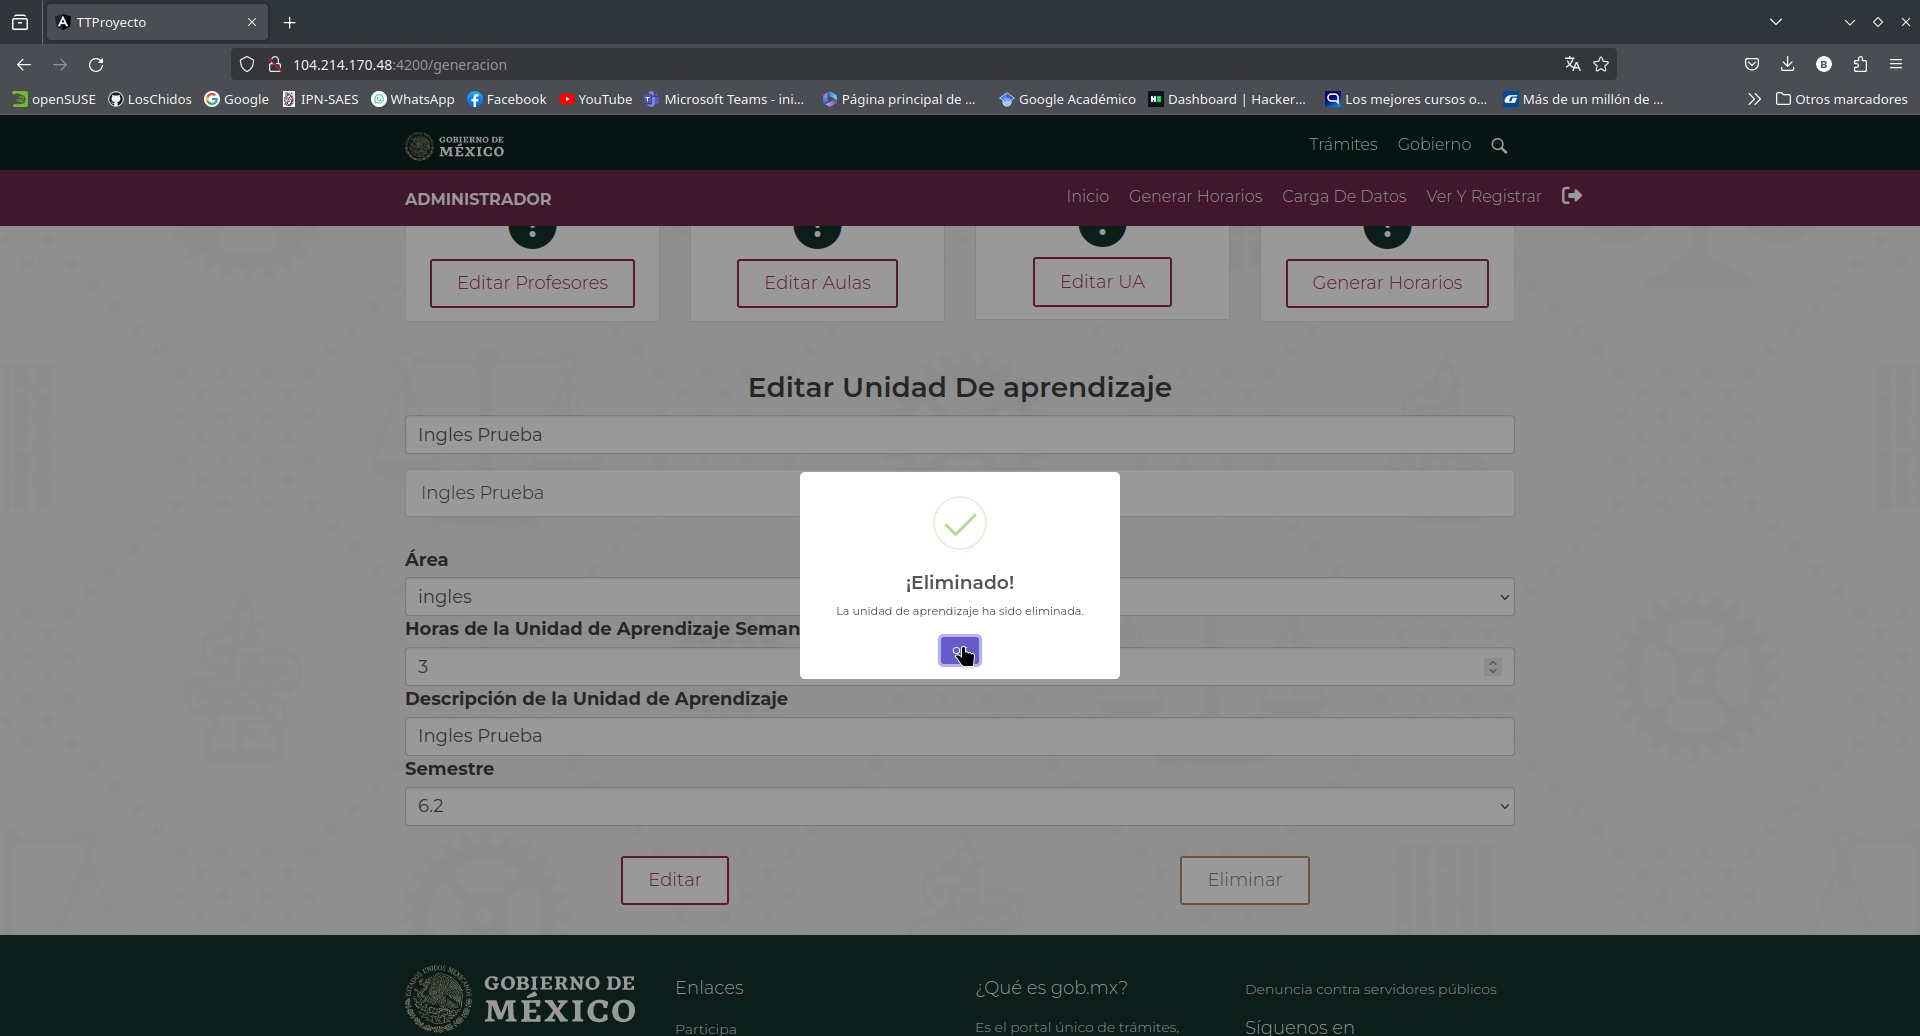 TTProyecto
104.214.170.48:4200/generacion
openSUSE LosChidos Google IPN-SAES WhatsApp Facebook YouTube Microsoft Teams - ini... Página principal de ... Google Académico Dashboard | Hacker... Los mejores cursos o... Más de un millón de ... Otros marcadores
GOBIERNO DE
MÉXICO
Trámites Gobierno
ADMINISTRADOR
Inicio Generar Horarios Carga De Datos Ver Y Registrar
Editar Profesores Editar Aulas Editar UA Generar Horarios
Editar Unidad De aprendizaje
Ingles Prueba
Ingles Prueba
Área
ingles
Horas de la Unidad de Aprendizaje Seman
3
Descripción de la Unidad de Aprendizaje
Ingles Prueba
Semestre
6.2
¡Eliminado!
La unidad de aprendizaje ha sido eliminada.
Editar Eliminar
GOBIERNO DE
MÉXICO
Enlaces
Participa
¿Qué es gob.mx?
Es el portal único de trámites,
Denuncia contra servidores públicos
Síguenos en